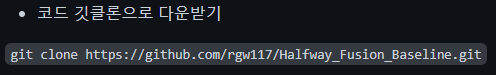 • 코드 깃클론으로 다운받기
git clone https://github.com/rgw117/Halfway_Fusion_Baseline.git